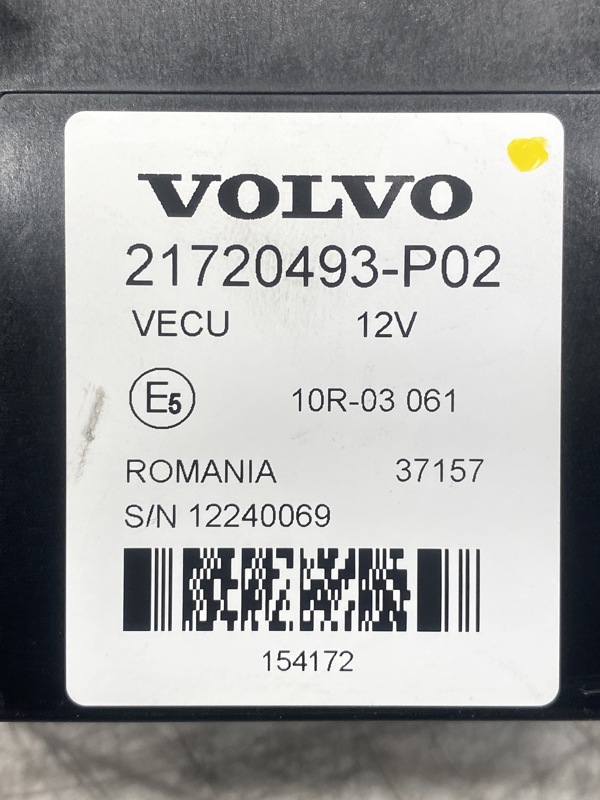 VOLVO
21720493-P02
VECU 12V
E5 10R-03 061
ROMANIA 37157
S/N 12240069
154172